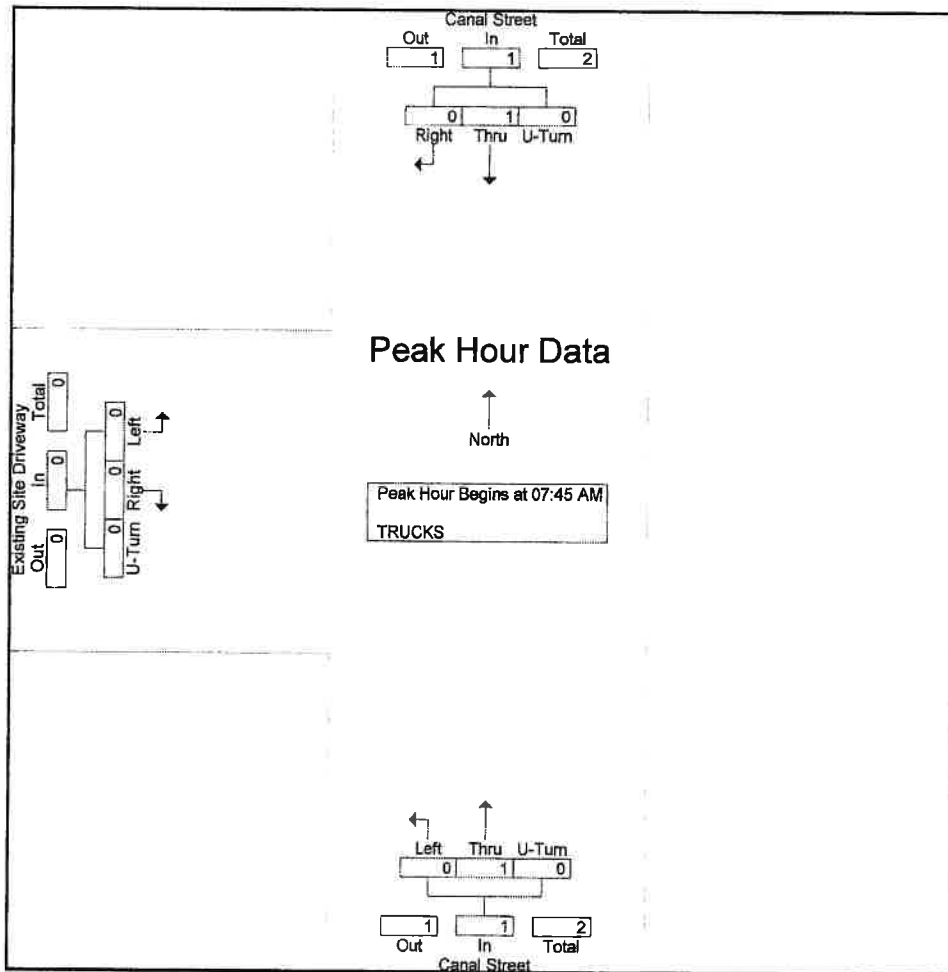 Canal Street
Out In Total
1 1 2
0 1 0
Right Thru U-Turn
Peak Hour Data
North
Peak Hour Begins at 07:45 AM
TRUCKS
Existing Site Driveway
Out In Total
0 0 0
0 0 0
U-Turn Right Left
Left Thru U-Turn
0 1 0
1 1 2
Out In Total
Canal Street